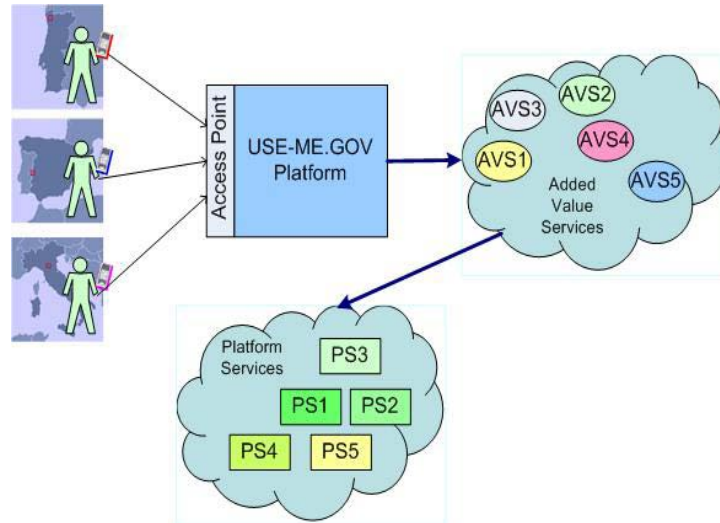 Access Point
USE-ME.GOV
Platform
AVS3
AVS2
AVS4
AVS1
AVS5
Added
Value
Services
Platform
Services
PS3
PS1
PS2
PS4
PS5